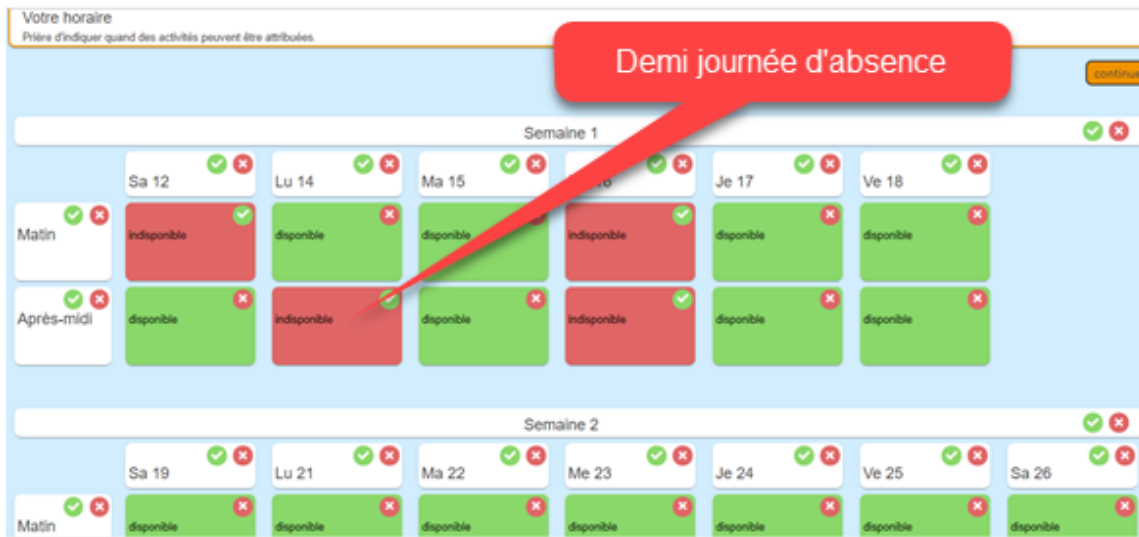 Votre horaire
Prière d'indiquer quand des activités peuvent être attribuées.
Demi journée d'absence
continue
Semaine 1
Sa 12 Lu 14 Ma 15 16 Je 17 Ve 18
Matin indisponible disponible disponible indisponible disponible disponible
Après-midi disponible indisponible disponible indisponible disponible disponible
Semaine 2
Sa 19 Lu 21 Ma 22 Me 23 Je 24 Ve 25 Sa 26
Matin disponible disponible disponible disponible disponible disponible disponible